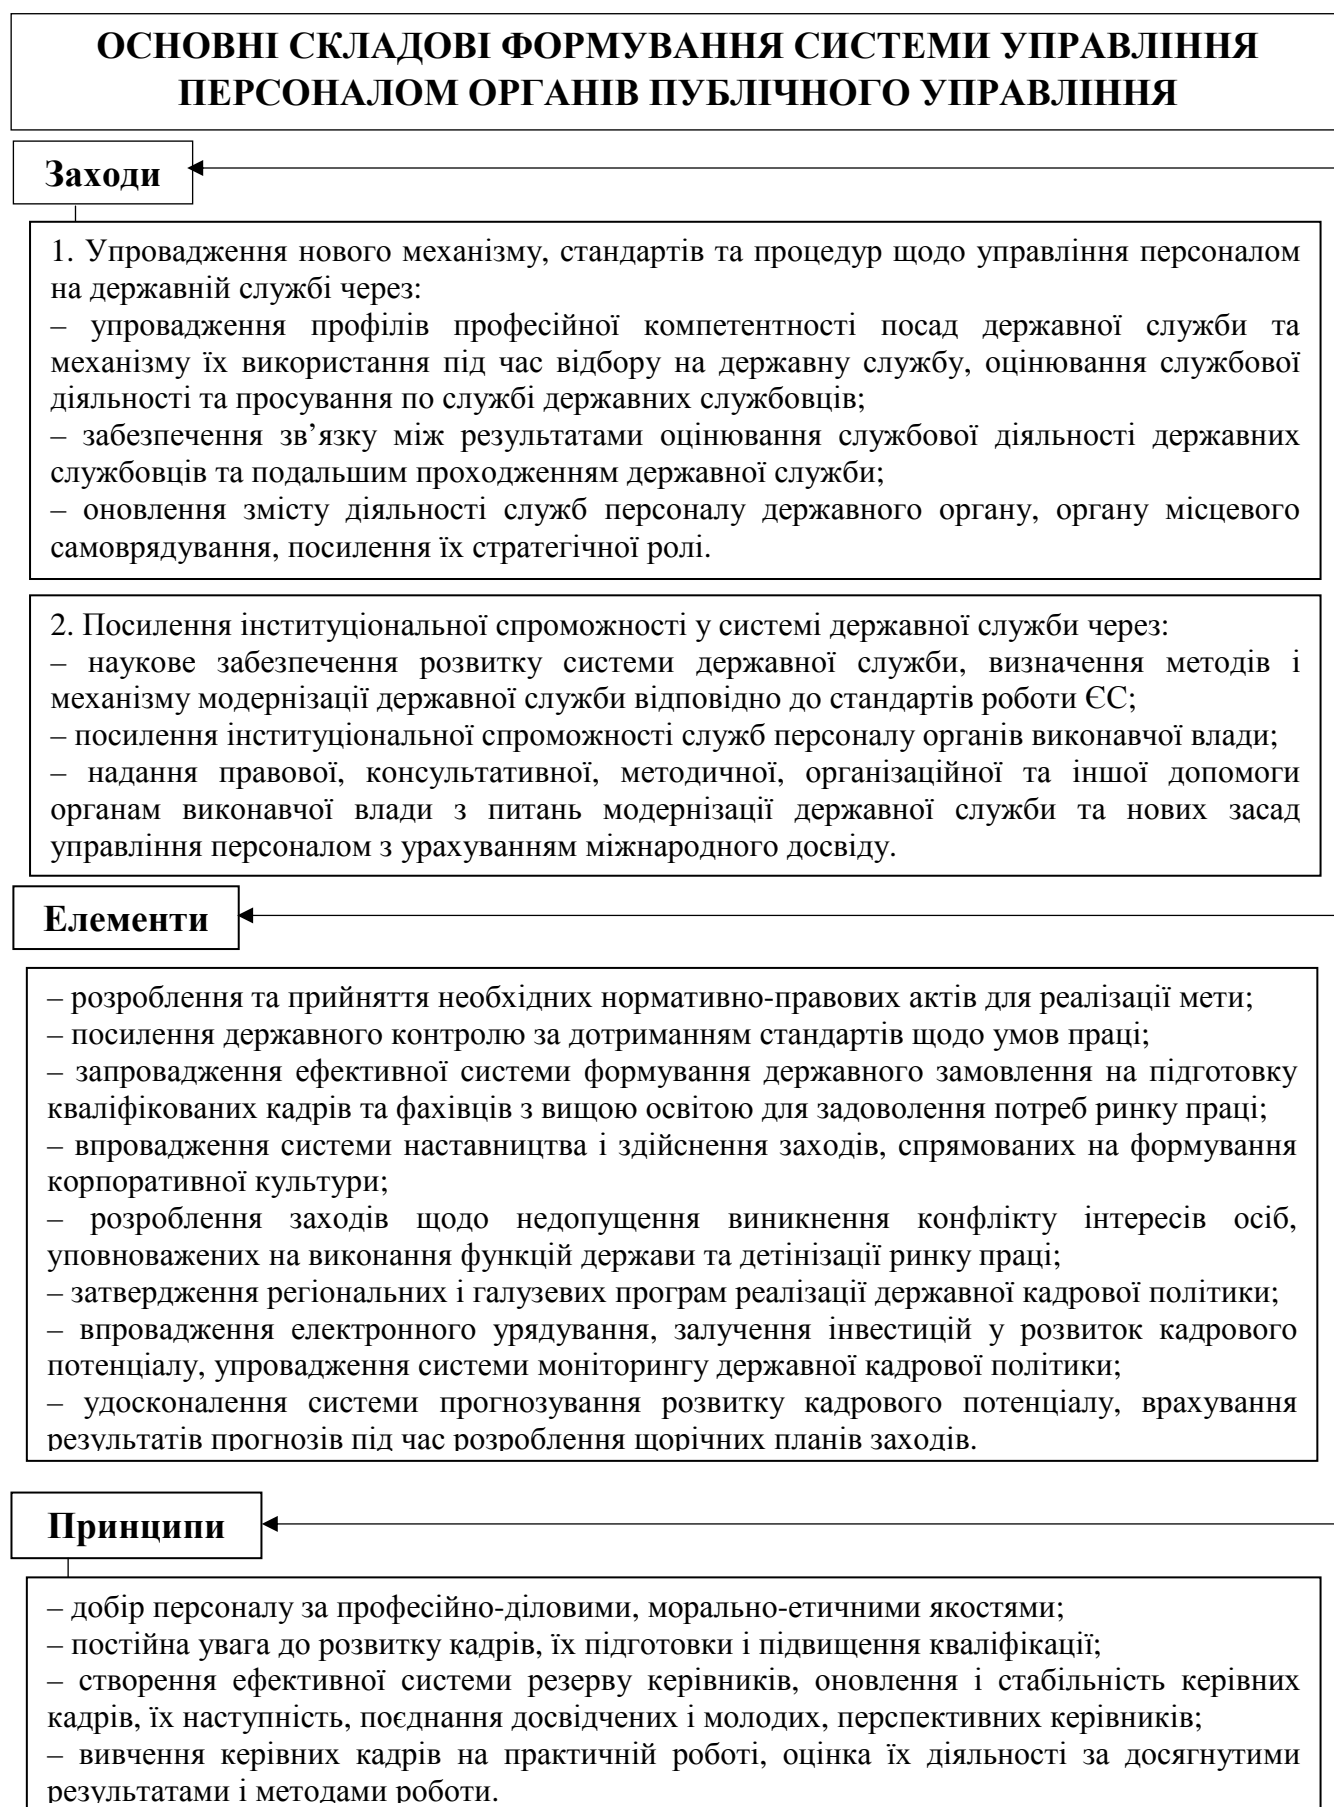 ОСНОВНІ СКЛАДОВІ ФОРМУВАННЯ СИСТЕМИ УПРАВЛІННЯ
ПЕРСОНАЛОМ ОРГАНІВ ПУБЛІЧНОГО УПРАВЛІННЯ
Заходи
1. Упровадження нового механізму, стандартів та процедур щодо управління персоналом
на державній службі через:
– упровадження профілів професійної компетентності посад державної служби та
механізму їх використання під час відбору на державну службу, оцінювання службової
діяльності та просування по службі державних службовців;
– забезпечення зв’язку між результатами оцінювання службової діяльності державних
службовців та подальшим проходженням державної служби;
– оновлення змісту діяльності служб персоналу державного органу, органу місцевого
самоврядування, посилення їх стратегічної ролі.
2. Посилення інституціональної спроможності у системі державної служби через:
– наукове забезпечення розвитку системи державної служби, визначення методів і
механізму модернізації державної служби відповідно до стандартів роботи ЄС;
– посилення інституціональної спроможності служб персоналу органів виконавчої влади;
– надання правової, консультативної, методичної, організаційної та іншої допомоги
органам виконавчої влади з питань модернізації державної служби та нових засад
управління персоналом з урахуванням міжнародного досвіду.
Елементи
– розроблення та прийняття необхідних нормативно-правових актів для реалізації мети;
– посилення державного контролю за дотриманням стандартів щодо умов праці;
– запровадження ефективної системи формування державного замовлення на підготовку
кваліфікованих кадрів та фахівців з вищою освітою для задоволення потреб ринку праці;
– впровадження системи наставництва і здійснення заходів, спрямованих на формування
корпоративної культури;
– розроблення заходів щодо недопущення виникнення конфлікту інтересів осіб,
уповноважених на виконання функцій держави та детінізації ринку праці;
– затвердження регіональних і галузевих програм реалізації державної кадрової політики;
– впровадження електронного урядування, залучення інвестицій у розвиток кадрового
потенціалу, упровадження системи моніторингу державної кадрової політики;
– удосконалення системи прогнозування розвитку кадрового потенціалу, врахування
результатів прогнозів під час розроблення щорічних планів заходів.
Принципи
– добір персоналу за професійно-діловими, морально-етичними якостями;
– постійна увага до розвитку кадрів, їх підготовки і підвищення кваліфікації;
– створення ефективної системи резерву керівників, оновлення і стабільність керівних
кадрів, їх наступність, поєднання досвідчених і молодих, перспективних керівників;
– вивчення керівних кадрів на практичній роботі, оцінка їх діяльності за досягнутими
результатами і методами роботи.